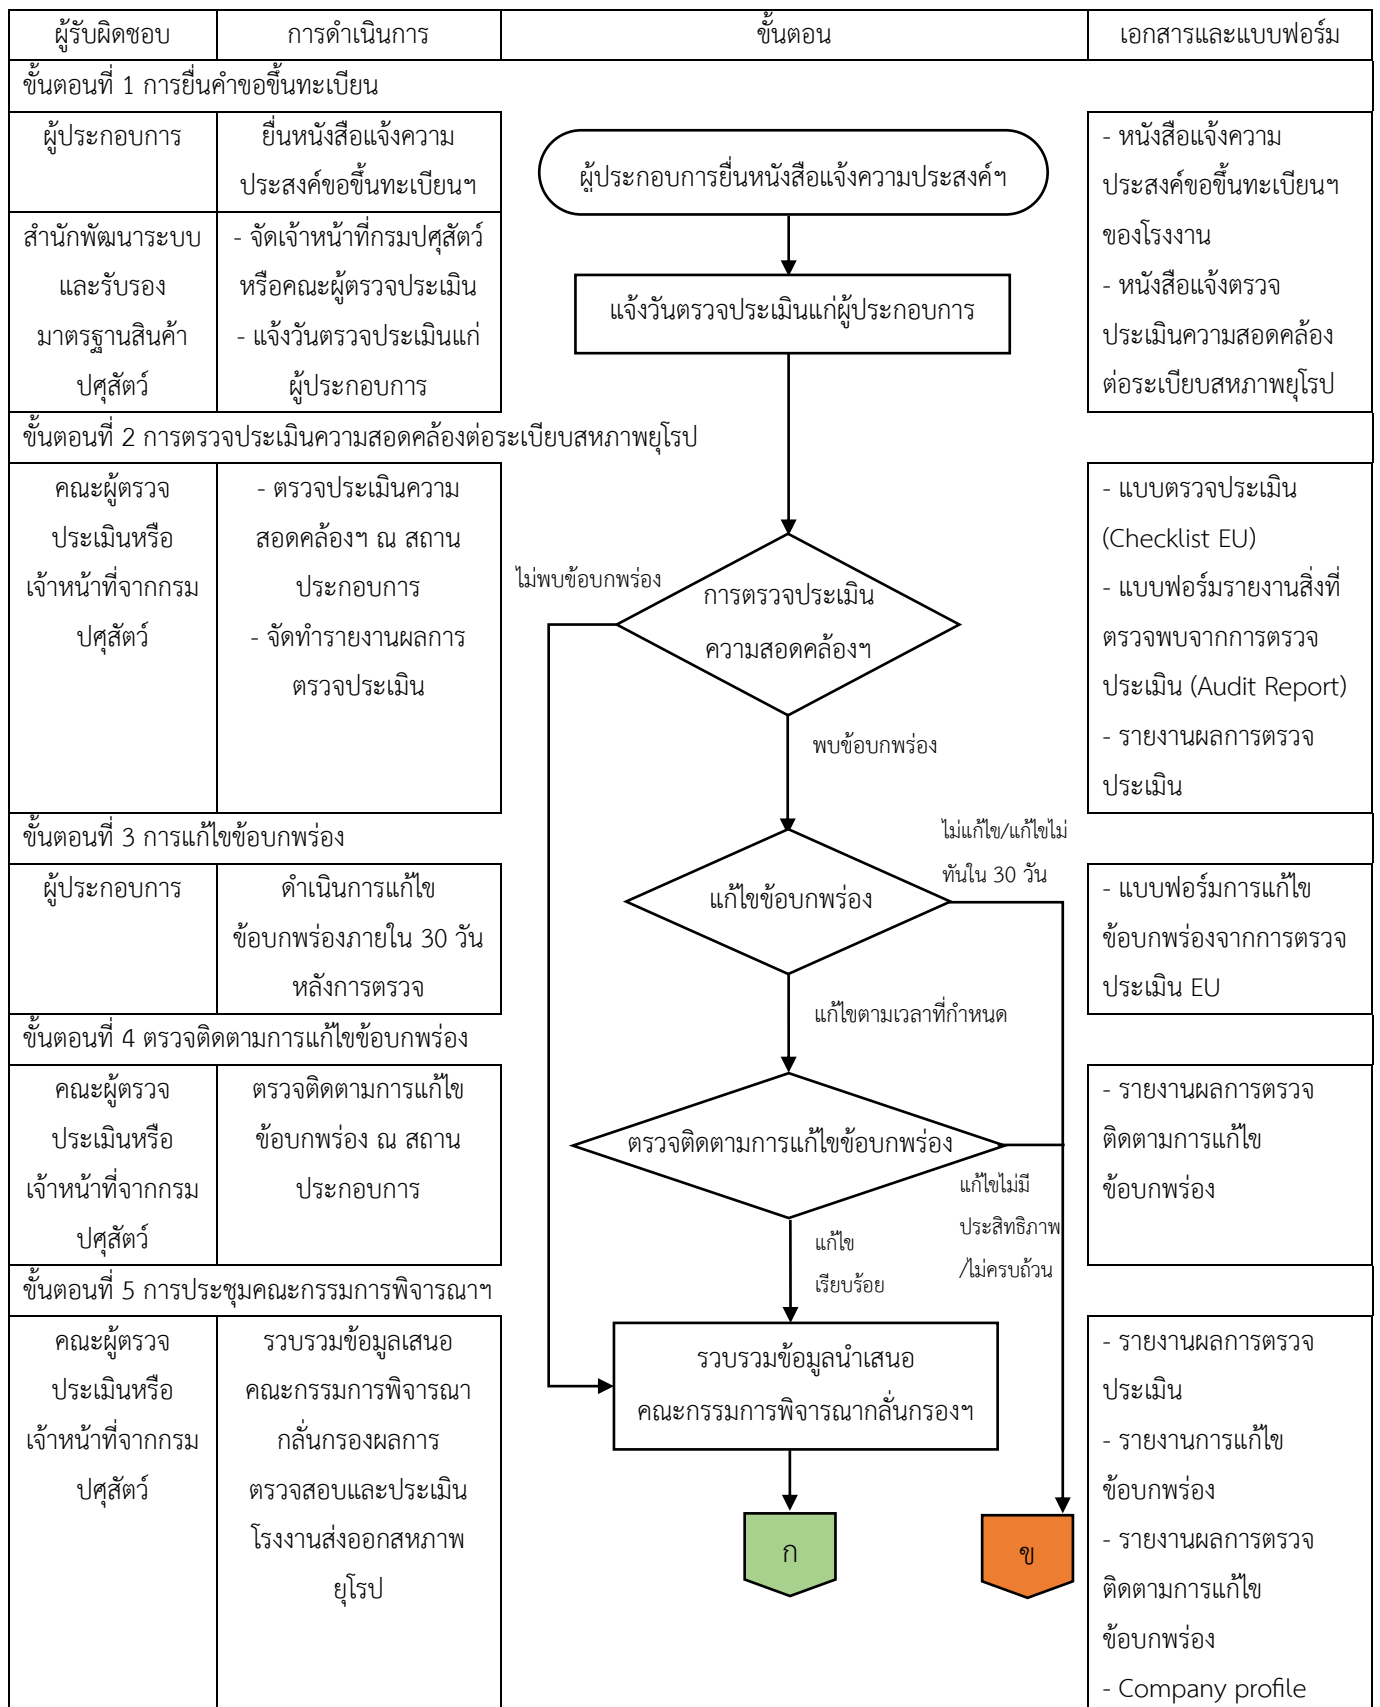 ผู้รับผิดชอบ
การดำเนินการ
ขั้นตอน
เอกสารและแบบฟอร์ม
ขั้นตอนที่ 1 การยื่นคำขอขึ้นทะเบียน
ผู้ประกอบการ
ยื่นหนังสือแจ้งความ
ประสงค์ขอขึ้นทะเบียนฯ
สำนักพัฒนาระบบ
และรับรอง
มาตรฐานสินค้า
ปศุสัตว์
- จัดเจ้าหน้าที่กรมปศุสัตว์
หรือคณะผู้ตรวจประเมิน
- แจ้งวันตรวจประเมินแก่
ผู้ประกอบการ
ผู้ประกอบการยื่นหนังสือแจ้งความประสงค์ฯ
แจ้งวันตรวจประเมินแก่ผู้ประกอบการ
- หนังสือแจ้งความ
ประสงค์ขอขึ้นทะเบียนฯ
ของโรงงาน
- หนังสือแจ้งตรวจ
ประเมินความสอดคล้อง
ต่อระเบียบสหภาพยุโรป
ขั้นตอนที่ 2 การตรวจประเมินความสอดคล้องต่อระเบียบสหภาพยุโรป
คณะผู้ตรวจ
ประเมินหรือ
เจ้าหน้าที่จากกรม
ปศุสัตว์
- ตรวจประเมินความ
สอดคล้องฯ ณ สถาน
ประกอบการ
- จัดทำรายงานผลการ
ตรวจประเมิน
ไม่พบข้อบกพร่อง
การตรวจประเมิน
ความสอดคล้องฯ
พบข้อบกพร่อง
- แบบตรวจประเมิน
(Checklist EU)
- แบบฟอร์มรายงานสิ่งที่
ตรวจพบจากการตรวจ
ประเมิน (Audit Report)
- รายงานผลการตรวจ
ประเมิน
ขั้นตอนที่ 3 การแก้ไขข้อบกพร่อง
ผู้ประกอบการ
ดำเนินการแก้ไข
ข้อบกพร่องภายใน 30 วัน
หลังการตรวจ
ไม่แก้ไข/แก้ไขไม่
ทันใน 30 วัน
แก้ไขข้อบกพร่อง
แก้ไขตามเวลาที่กำหนด
- แบบฟอร์มการแก้ไข
ข้อบกพร่องจากการตรวจ
ประเมิน EU
ขั้นตอนที่ 4 ตรวจติดตามการแก้ไขข้อบกพร่อง
คณะผู้ตรวจ
ประเมินหรือ
เจ้าหน้าที่จากกรม
ปศุสัตว์
ตรวจติดตามการแก้ไข
ข้อบกพร่อง ณ สถาน
ประกอบการ
ตรวจติดตามการแก้ไขข้อบกพร่อง
แก้ไขไม่มี
ประสิทธิภาพ
/ไม่ครบถ้วน
แก้ไข
เรียบร้อย
- รายงานผลการตรวจ
ติดตามการแก้ไข
ข้อบกพร่อง
ขั้นตอนที่ 5 การประชุมคณะกรรมการพิจารณาฯ
คณะผู้ตรวจ
ประเมินหรือ
เจ้าหน้าที่จากกรม
ปศุสัตว์
รวบรวมข้อมูลเสนอ
คณะกรรมการพิจารณา
กลั่นกรองผลการ
ตรวจสอบและประเมิน
โรงงานส่งออกสหภาพ
ยุโรป
รวบรวมข้อมูลนำเสนอ
คณะกรรมการพิจารณากลั่นกรองฯ
ก
ข
- รายงานผลการตรวจ
ประเมิน
- รายงานการแก้ไข
ข้อบกพร่อง
- รายงานผลการตรวจ
ติดตามการแก้ไข
ข้อบกพร่อง
- Company profile